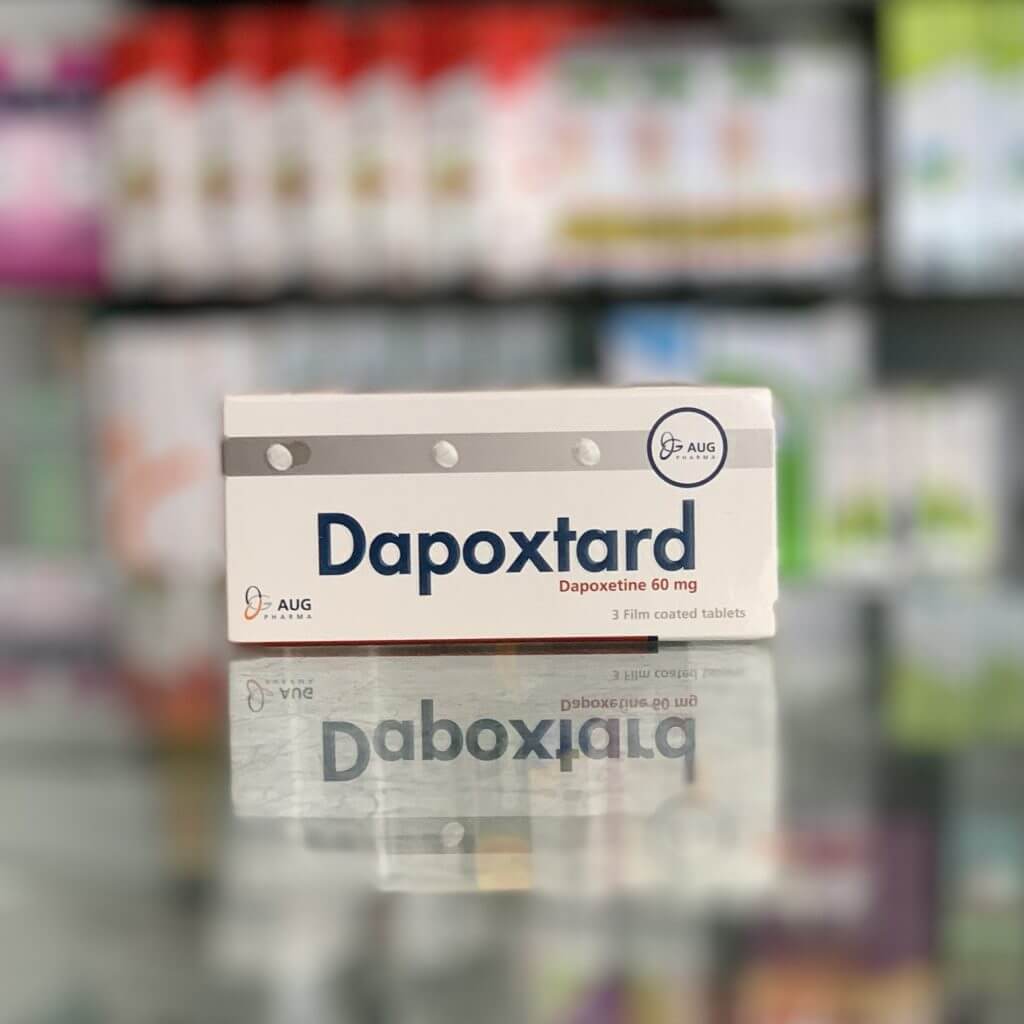 AUG
PHARMA
Dapoxtard
Dapoxetine 60 mg
3 Film coated tablets
AUG
PHARMA